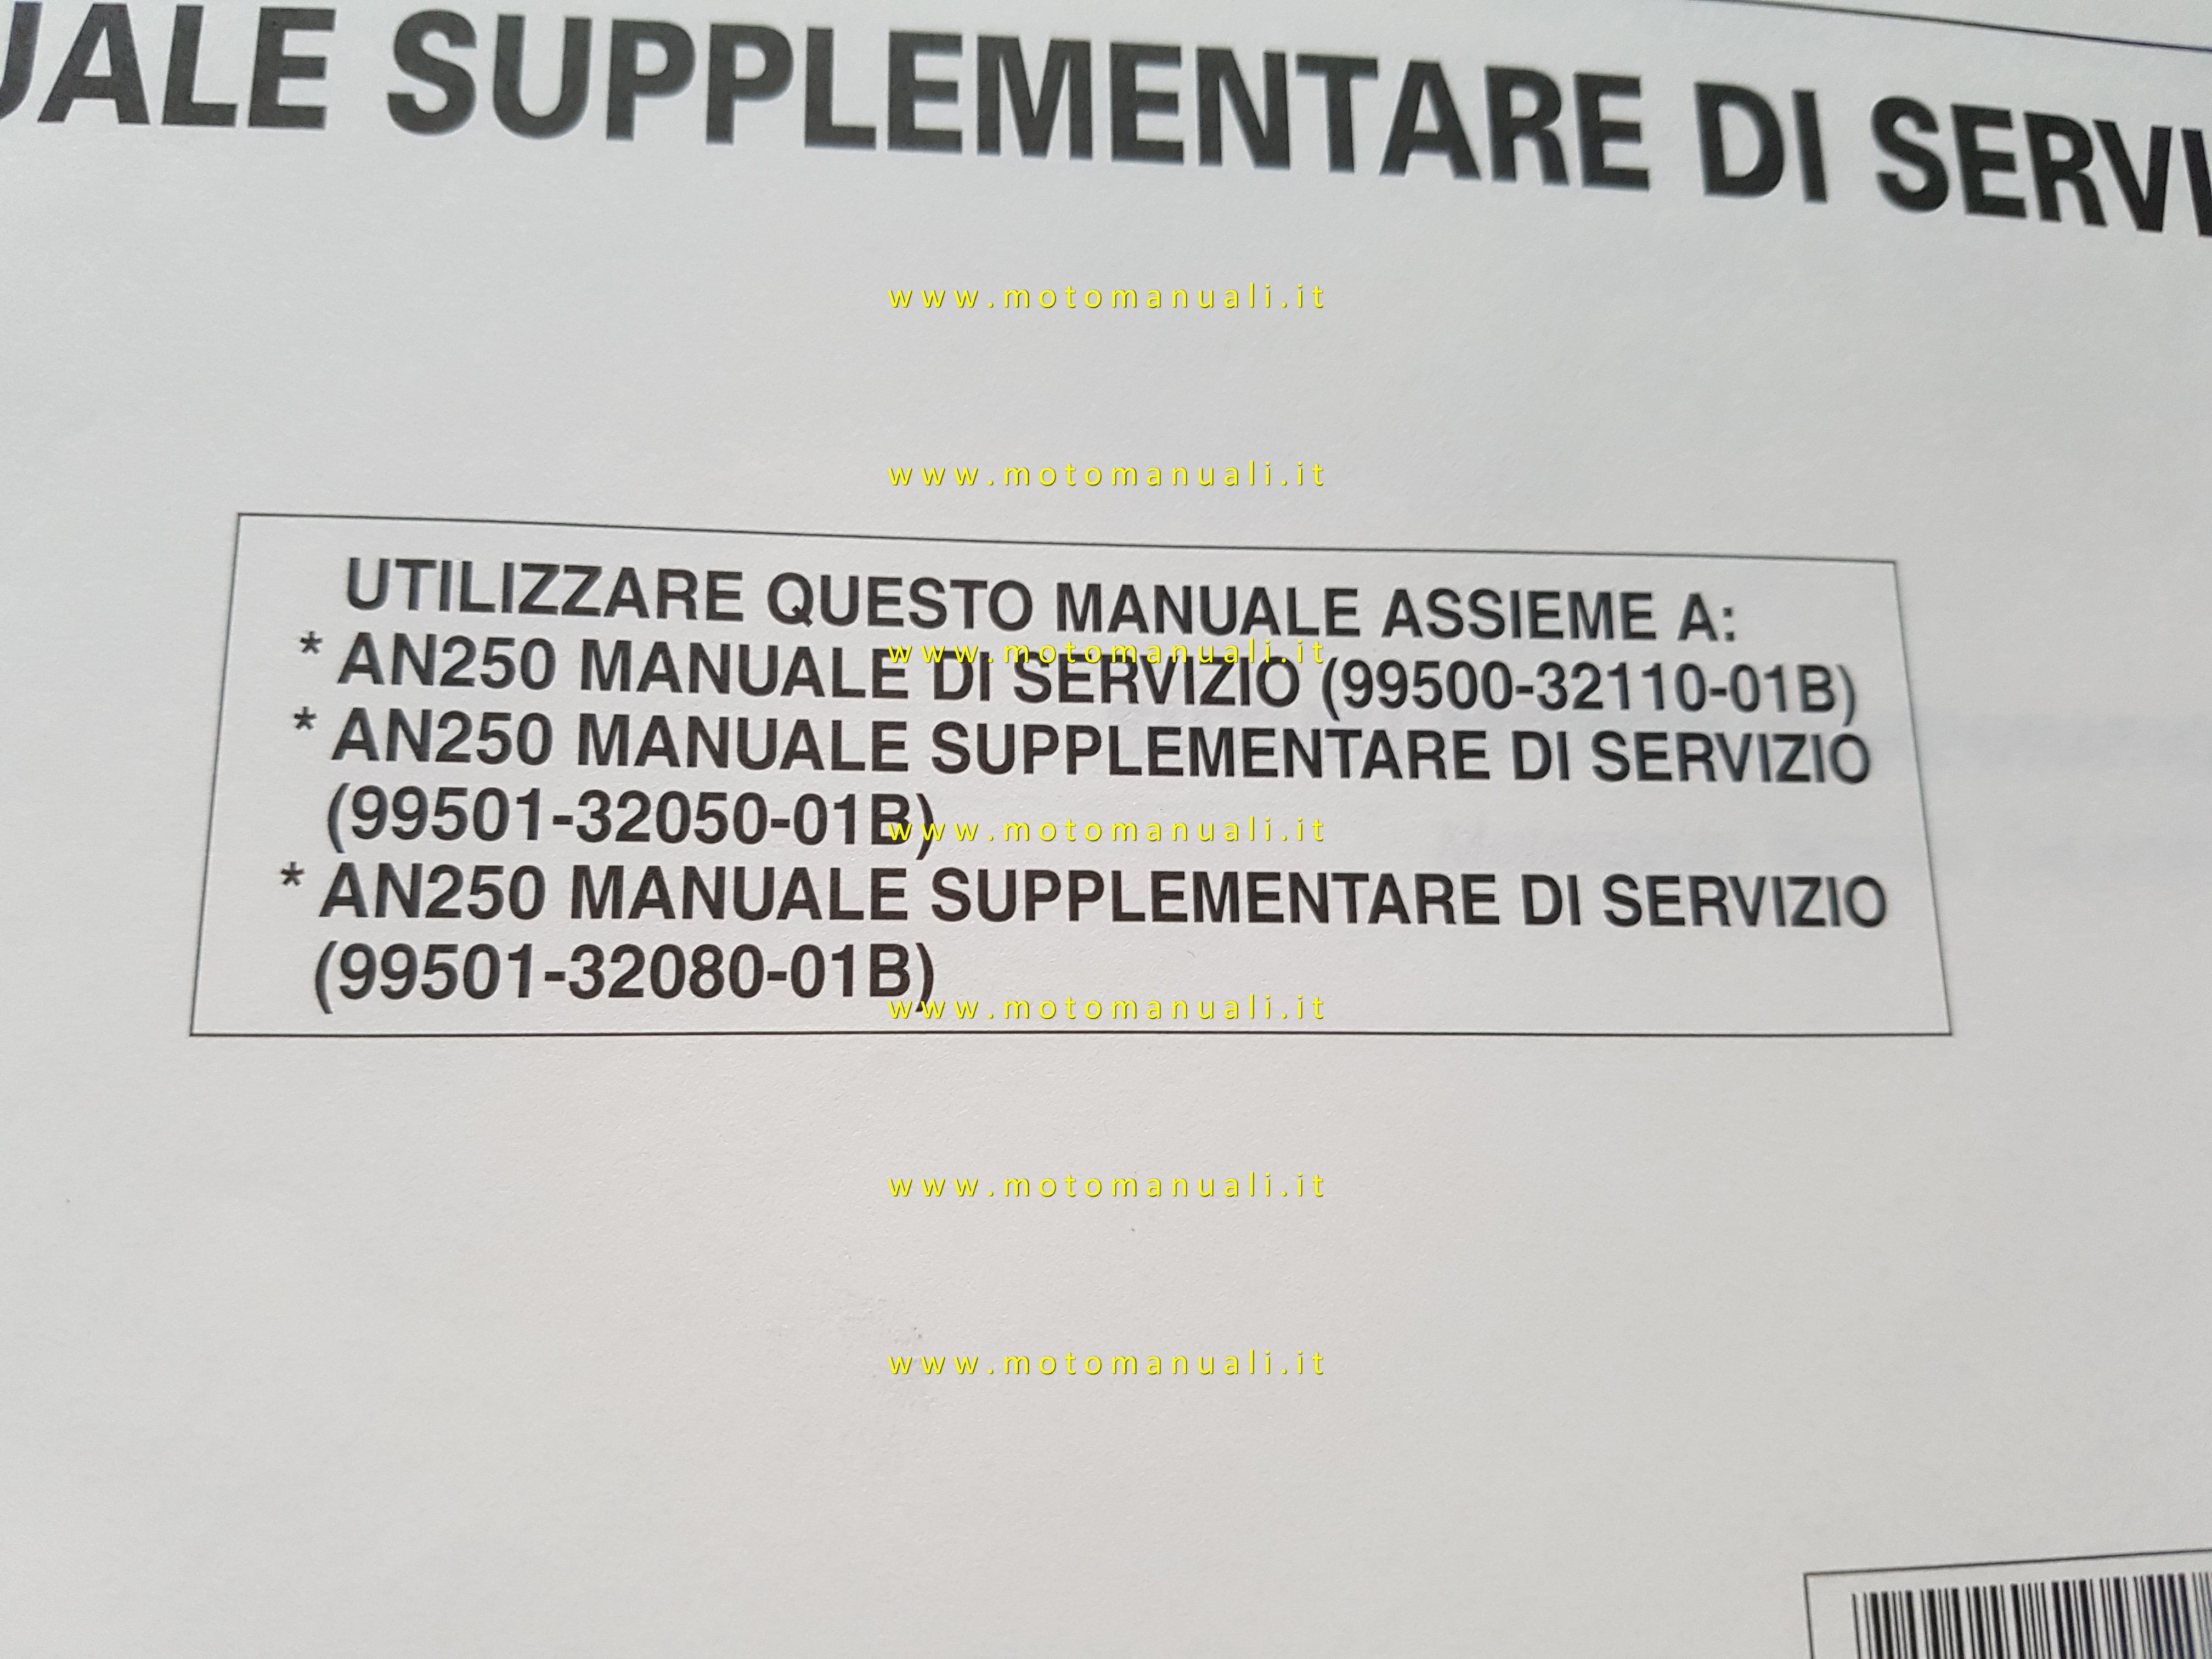 UALE SUPPLEMENTARE DI SERVI
www.motomanuali.it
www.motomanuali.it
UTILIZZARE QUESTO MANUALE ASSIEME A:
* AN250 MANUALE DI SERVIZIO (99500-32110-01B)
www.motomanuali.it
* AN250 MANUALE SUPPLEMENTARE DI SERVIZIO
(99501-32050-01B)
www.motomanuali.it
* AN250 MANUALE SUPPLEMENTARE DI SERVIZIO
(99501-32080-01B)
www.motomanuali.it
www.motomanuali.it
www.motomanuali.it